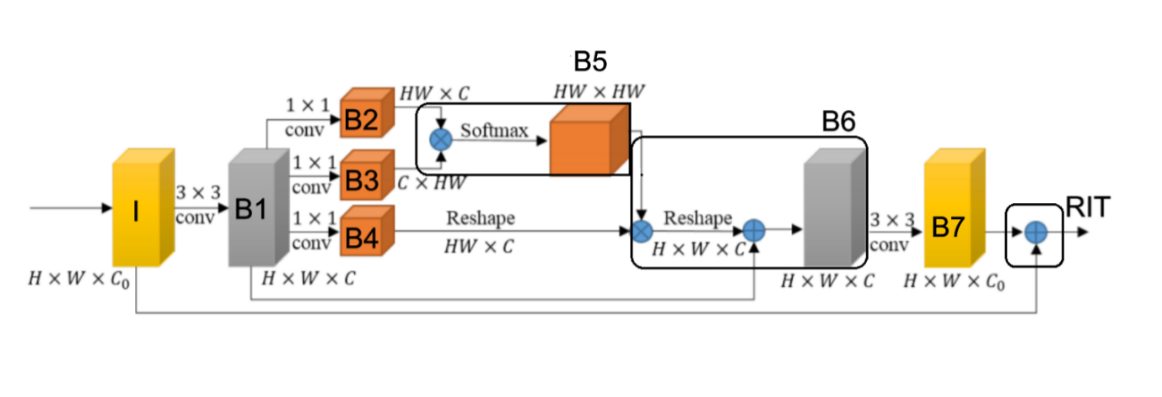 B5
HW × C
HW × HW
1 × 1
conv
B2
Softmax
B6
I
3 × 3
conv
B1
1 × 1
conv
B3
C × HW
1 × 1
conv
B4
Reshape
HW × C
Reshape
H × W × C
3 × 3
conv
B7
RIT
H × W × C₀
H × W × C
H × W × C
H × W × C₀